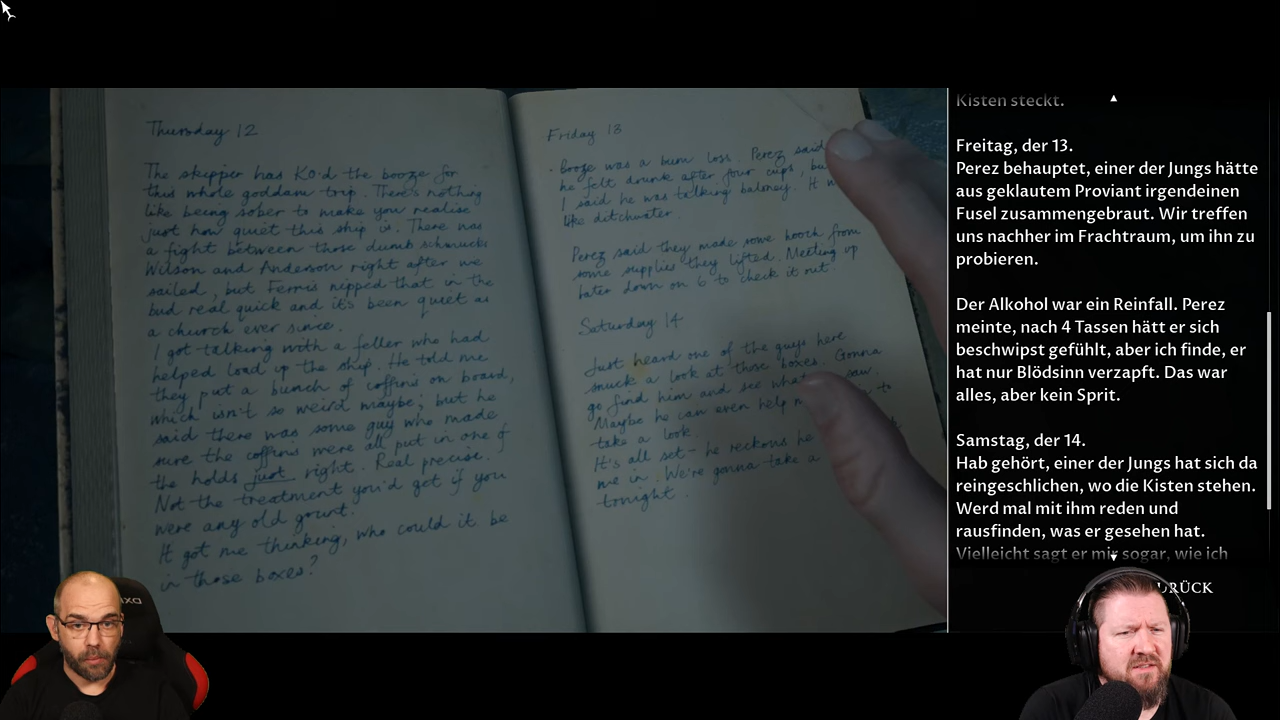 Thursday 12
The skipper has KO'd the booze for
this whole goddam trip. There's nothing
like being sober to make you realise
just how quiet this ship is. There was
a fight between those dumb schmucks
Wilson and Anderson right after we
sailed, but Ferris nipped that in the
bud real quick and it's been quiet as
a church ever since.
I got talking with a feller who had
helped load up the ship. He told me
they put a bunch of coffins on board,
which isn't so weird maybe; but he
said there was some guy who made
sure the coffins were all put in one of
the holds just right. Real precise.
Not the treatment you'd get if you
were any old grunt.
It got me thinking, who could it be
in those boxes?
Friday 13
Booze was a bum loss. Perez said
he felt drunk after four cups, but
I said he was talking baloney. It
like ditchwater.
Perez said they made some hooch from
some supplies they lifted. Meeting up
later down on 6 to check it out.
Saturday 14
Just heard one of the guys here
snuck a look at those boxes. Gonna
go find him and see what saw.
Maybe he can even help to
take a look.
It's all set - he reckons he
me in. We're gonna take a
tonight.
Kisten steckt.
Freitag, der 13.
Perez behauptet, einer der Jungs hätte
aus geklautem Proviant irgendeinen
Fusel zusammengebraut. Wir treffen
uns nachher im Frachtraum, um ihn zu
probieren.
Der Alkohol war ein Reinfall. Perez
meinte, nach 4 Tassen hätt er sich
beschwipst gefühlt, aber ich finde, er
hat nur Blödsinn verzapft. Das war
alles, aber kein Sprit.
Samstag, der 14.
Hab gehört, einer der Jungs hat sich da
reingeschlichen, wo die Kisten stehen.
Werd mal mit ihm reden und
rausfinden, was er gesehen hat.
Vielleicht sagt er mir sogar, wie ich
RÜCK